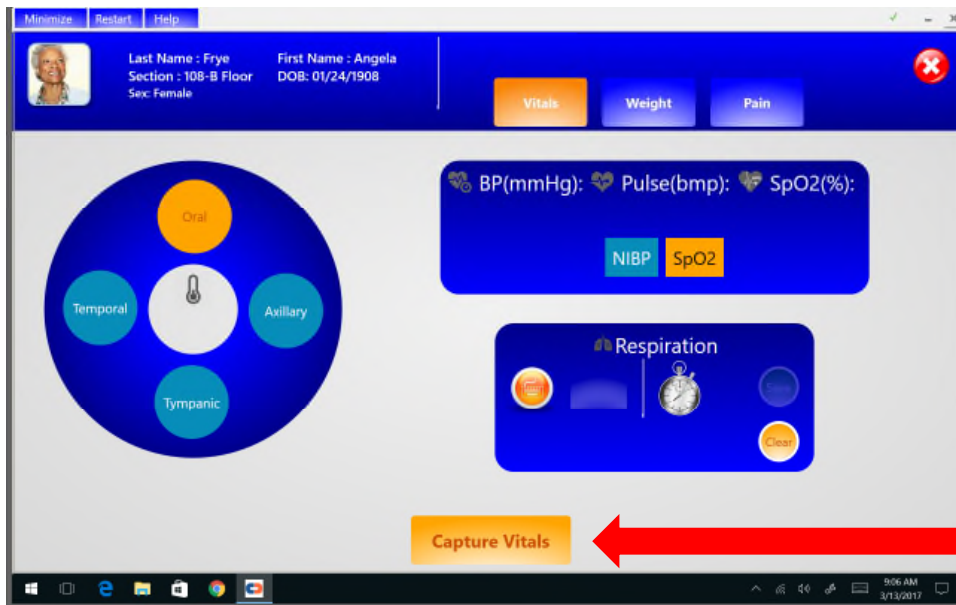 Minimize Restart Help
Last Name : Frye First Name : Angela
Section : 108-B Floor DOB: 01/24/1908
Sex: Female
Vitals Weight Pain
Oral
Temporal
Axillary
Tympanic
BP(mmHg): Pulse(bmp): SpO2(%):
NIBP SpO2
Respiration
Clear
Capture Vitals
9:06 AM
3/13/2017